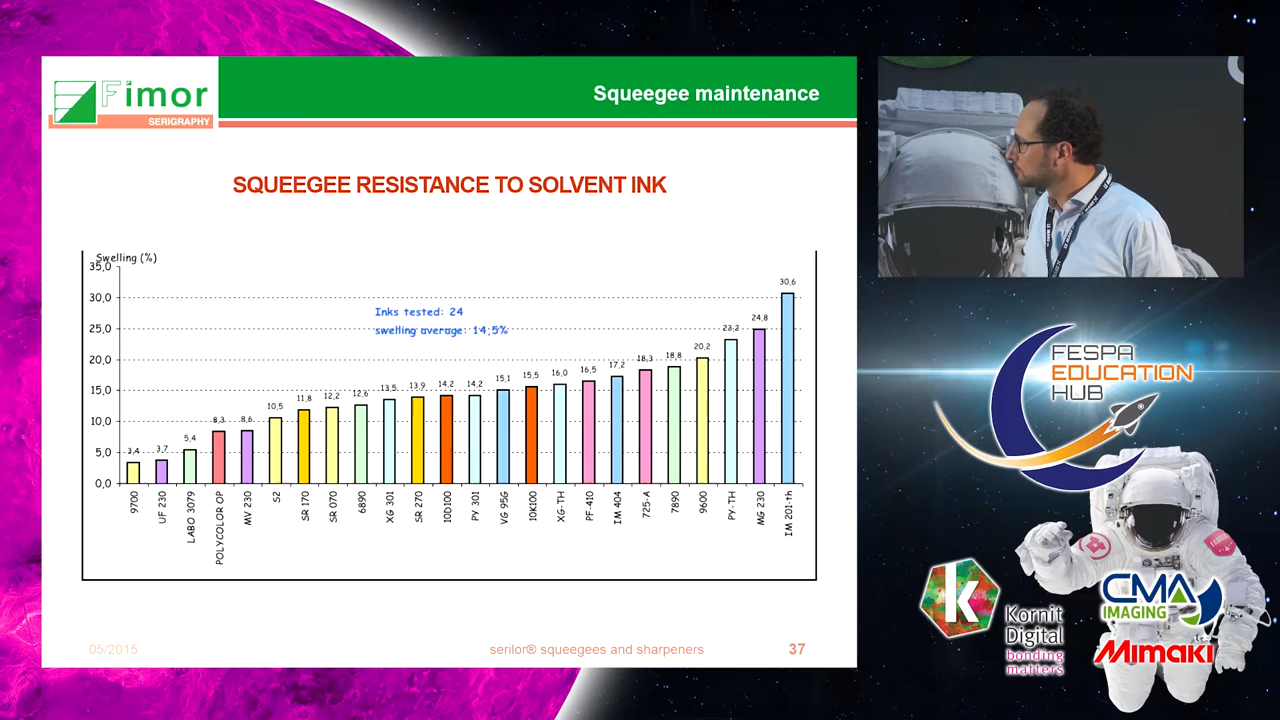 Fimor
SERIGRAPHY
Squeegee maintenance
SQUEEGEE RESISTANCE TO SOLVENT INK
Swelling (%)
35,0
30,0
25,0
20,0
15,0
10,0
5,0
0,0
Inks tested: 24
swelling average: 14,5%
3,4
3,7
5,4
8,3
8,6
10,5
11,8
12,2
12,6
13,5
13,9
14,2
14,2
15,1
15,5
16,0
16,5
17,2
18,3
18,8
20,2
23,2
24,8
30,6
9700
UF 230
LABO 3079
POLYCOLOR OP
MV 230
SZ
SR 170
SR 070
6890
XG 301
SR 270
10D100
PY 301
VG 95G
10K100
XG-TH
PF-410
IM 404
725-A
7890
9600
PY-TH
MG 230
IM 201-th
05/2015
serilor® squeegees and sharpeners
37
FESPA
EDUCATION
HUB
k
Kornit
Digital
bonding
matters
CMA
IMAGING
Mimaki